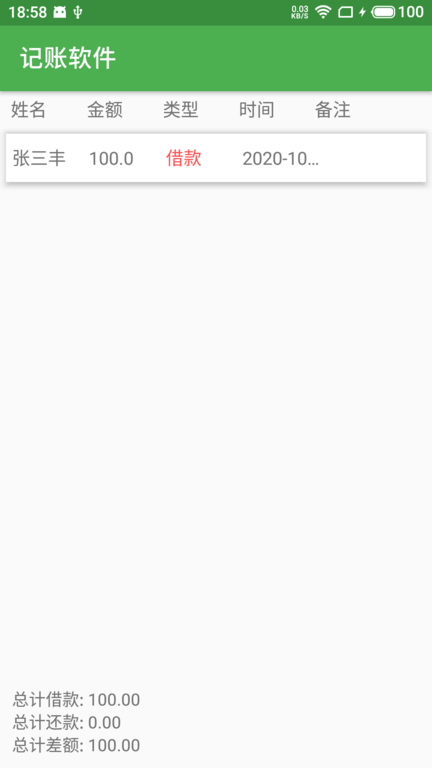 18:58 0.03 KB/S 100
记账软件
姓名 金额 类型 时间 备注
张三丰 100.0 借款 2020-10...
总计借款: 100.00
总计还款: 0.00
总计差额: 100.00